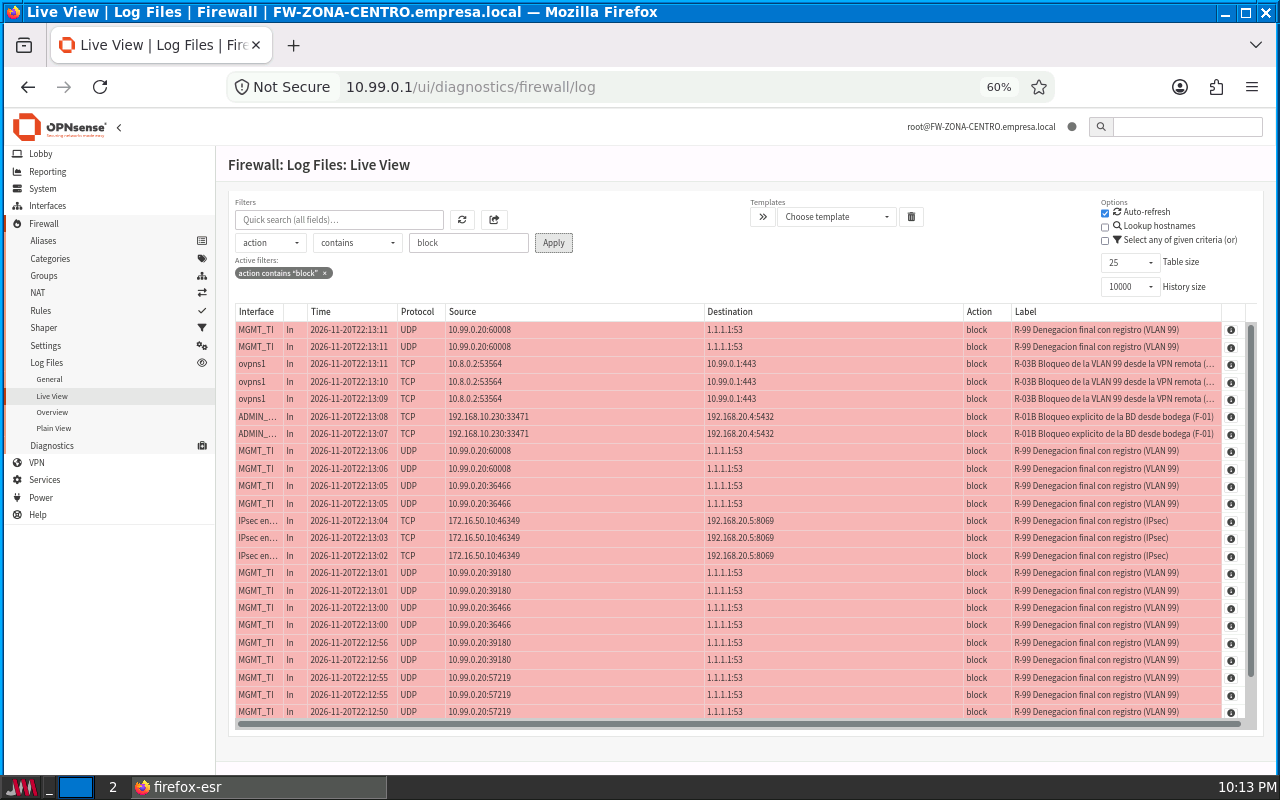 Live View | Log Files | Firewall | FW-ZONA-CENTRO.empresa.local — Mozilla Firefox
Live View | Log Files | Fire
Not Secure 10.99.0.1/ui/diagnostics/firewall/log 60%
OPNsense root@FW-ZONA-CENTRO.empresa.local
Lobby
Reporting
System
Interfaces
Firewall
Aliases
Categories
Groups
NAT
Rules
Shaper
Settings
Log Files
General
Live View
Overview
Plain View
Diagnostics
VPN
Services
Power
Help
Firewall: Log Files: Live View
Filters
Quick search (all fields)...
action contains block Apply
Active filters:
action contains "block" ×
Templates
Choose template
Options
Auto-refresh
Lookup hostnames
Select any of given criteria (or)
25 Table size
10000 History size
Interface Time Protocol Source Destination Action Label
MGMT_TI In 2026-11-20T22:13:11 UDP 10.99.0.20:60008 1.1.1.1:53 block R-99 Denegacion final con registro (VLAN 99)
MGMT_TI In 2026-11-20T22:13:11 UDP 10.99.0.20:60008 1.1.1.1:53 block R-99 Denegacion final con registro (VLAN 99)
ovpns1 In 2026-11-20T22:13:11 TCP 10.8.0.2:53564 10.99.0.1:443 block R-03B Bloqueo de la VLAN 99 desde la VPN remota (...
ovpns1 In 2026-11-20T22:13:10 TCP 10.8.0.2:53564 10.99.0.1:443 block R-03B Bloqueo de la VLAN 99 desde la VPN remota (...
ovpns1 In 2026-11-20T22:13:09 TCP 10.8.0.2:53564 10.99.0.1:443 block R-03B Bloqueo de la VLAN 99 desde la VPN remota (...
ADMIN_... In 2026-11-20T22:13:08 TCP 192.168.10.230:33471 192.168.20.4:5432 block R-01B Bloqueo explicito de la BD desde bodega (F-01)
ADMIN_... In 2026-11-20T22:13:07 TCP 192.168.10.230:33471 192.168.20.4:5432 block R-01B Bloqueo explicito de la BD desde bodega (F-01)
MGMT_TI In 2026-11-20T22:13:06 UDP 10.99.0.20:60008 1.1.1.1:53 block R-99 Denegacion final con registro (VLAN 99)
MGMT_TI In 2026-11-20T22:13:06 UDP 10.99.0.20:60008 1.1.1.1:53 block R-99 Denegacion final con registro (VLAN 99)
MGMT_TI In 2026-11-20T22:13:05 UDP 10.99.0.20:36466 1.1.1.1:53 block R-99 Denegacion final con registro (VLAN 99)
MGMT_TI In 2026-11-20T22:13:05 UDP 10.99.0.20:36466 1.1.1.1:53 block R-99 Denegacion final con registro (VLAN 99)
IPsec en... In 2026-11-20T22:13:04 TCP 172.16.50.10:46349 192.168.20.5:8069 block R-99 Denegacion final con registro (IPsec)
IPsec en... In 2026-11-20T22:13:03 TCP 172.16.50.10:46349 192.168.20.5:8069 block R-99 Denegacion final con registro (IPsec)
IPsec en... In 2026-11-20T22:13:02 TCP 172.16.50.10:46349 192.168.20.5:8069 block R-99 Denegacion final con registro (IPsec)
MGMT_TI In 2026-11-20T22:13:01 UDP 10.99.0.20:39180 1.1.1.1:53 block R-99 Denegacion final con registro (VLAN 99)
MGMT_TI In 2026-11-20T22:13:01 UDP 10.99.0.20:39180 1.1.1.1:53 block R-99 Denegacion final con registro (VLAN 99)
MGMT_TI In 2026-11-20T22:13:00 UDP 10.99.0.20:36466 1.1.1.1:53 block R-99 Denegacion final con registro (VLAN 99)
MGMT_TI In 2026-11-20T22:13:00 UDP 10.99.0.20:36466 1.1.1.1:53 block R-99 Denegacion final con registro (VLAN 99)
MGMT_TI In 2026-11-20T22:12:56 UDP 10.99.0.20:39180 1.1.1.1:53 block R-99 Denegacion final con registro (VLAN 99)
MGMT_TI In 2026-11-20T22:12:56 UDP 10.99.0.20:39180 1.1.1.1:53 block R-99 Denegacion final con registro (VLAN 99)
MGMT_TI In 2026-11-20T22:12:55 UDP 10.99.0.20:57219 1.1.1.1:53 block R-99 Denegacion final con registro (VLAN 99)
MGMT_TI In 2026-11-20T22:12:55 UDP 10.99.0.20:57219 1.1.1.1:53 block R-99 Denegacion final con registro (VLAN 99)
MGMT_TI In 2026-11-20T22:12:50 UDP 10.99.0.20:57219 1.1.1.1:53 block R-99 Denegacion final con registro (VLAN 99)
2 firefox-esr 10:13 PM